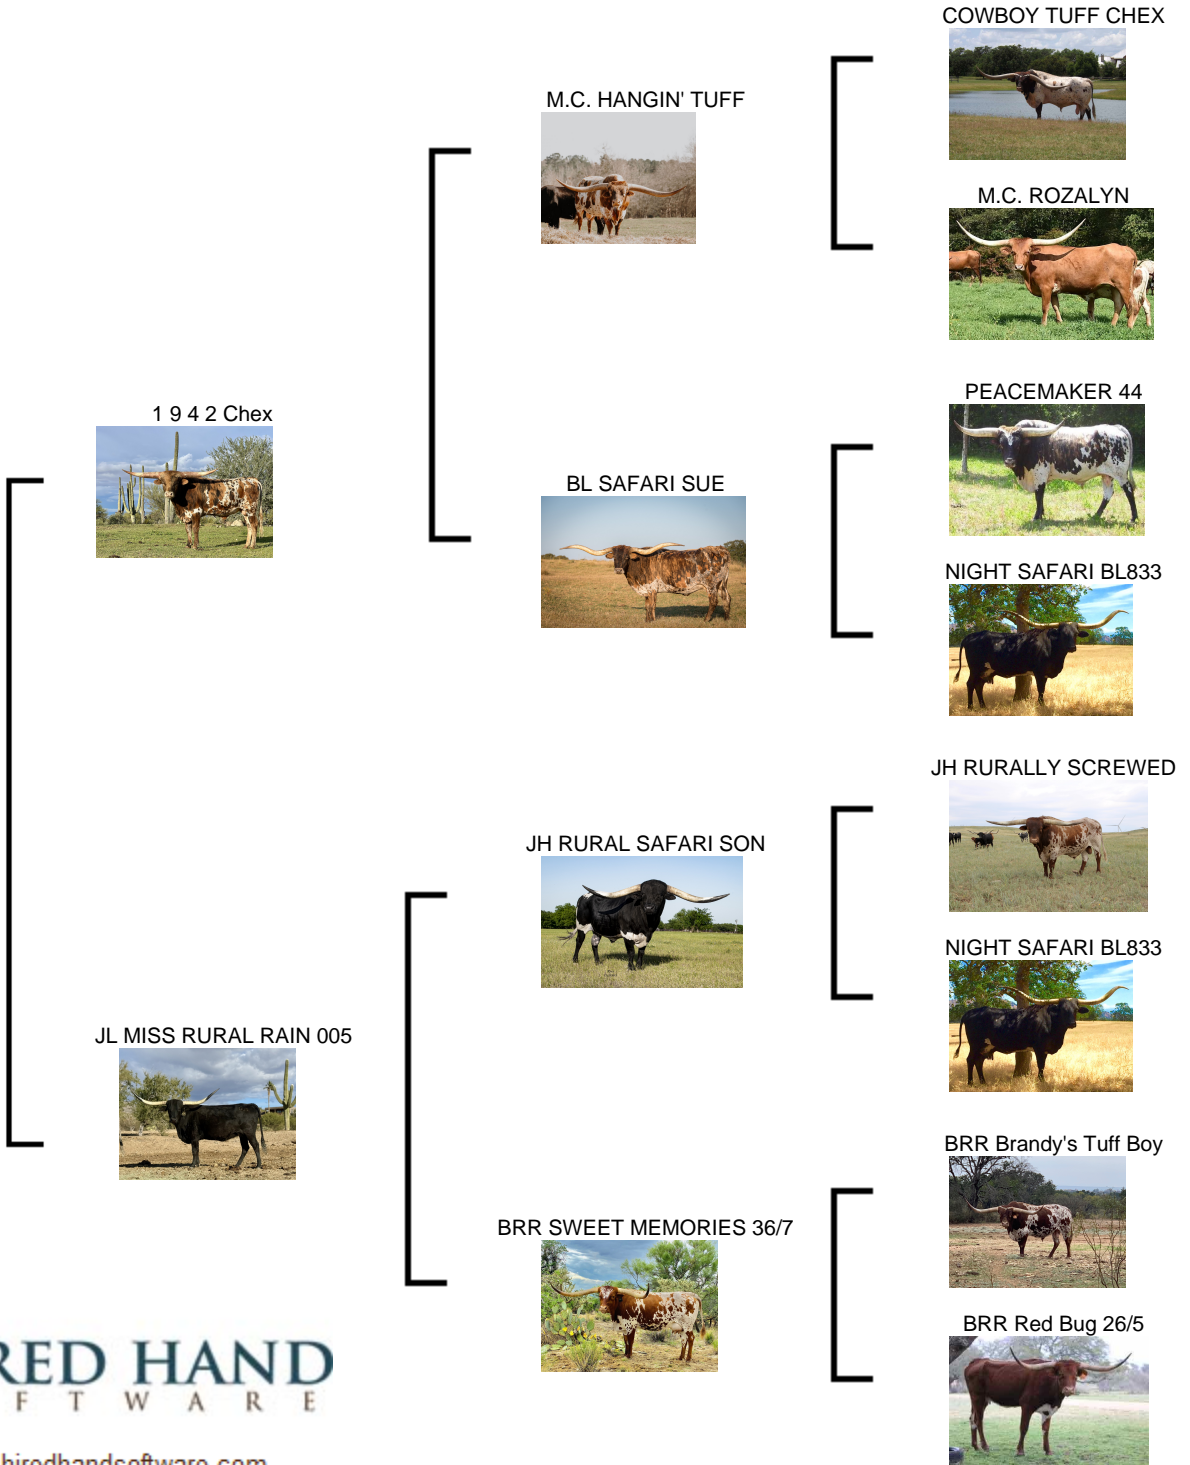 COWBOY TUFF CHEX
M.C. HANGIN' TUFF
M.C. ROZALYN
PEACEMAKER 44
1 9 4 2 Chex
BL SAFARI SUE
NIGHT SAFARI BL833
JH RURALLY SCREWED
JH RURAL SAFARI SON
NIGHT SAFARI BL833
JL MISS RURAL RAIN 005
BRR Brandy's Tuff Boy
BRR SWEET MEMORIES 36/7
BRR Red Bug 26/5
RED HAND
F T W A R E
hiredhandsoftware.com